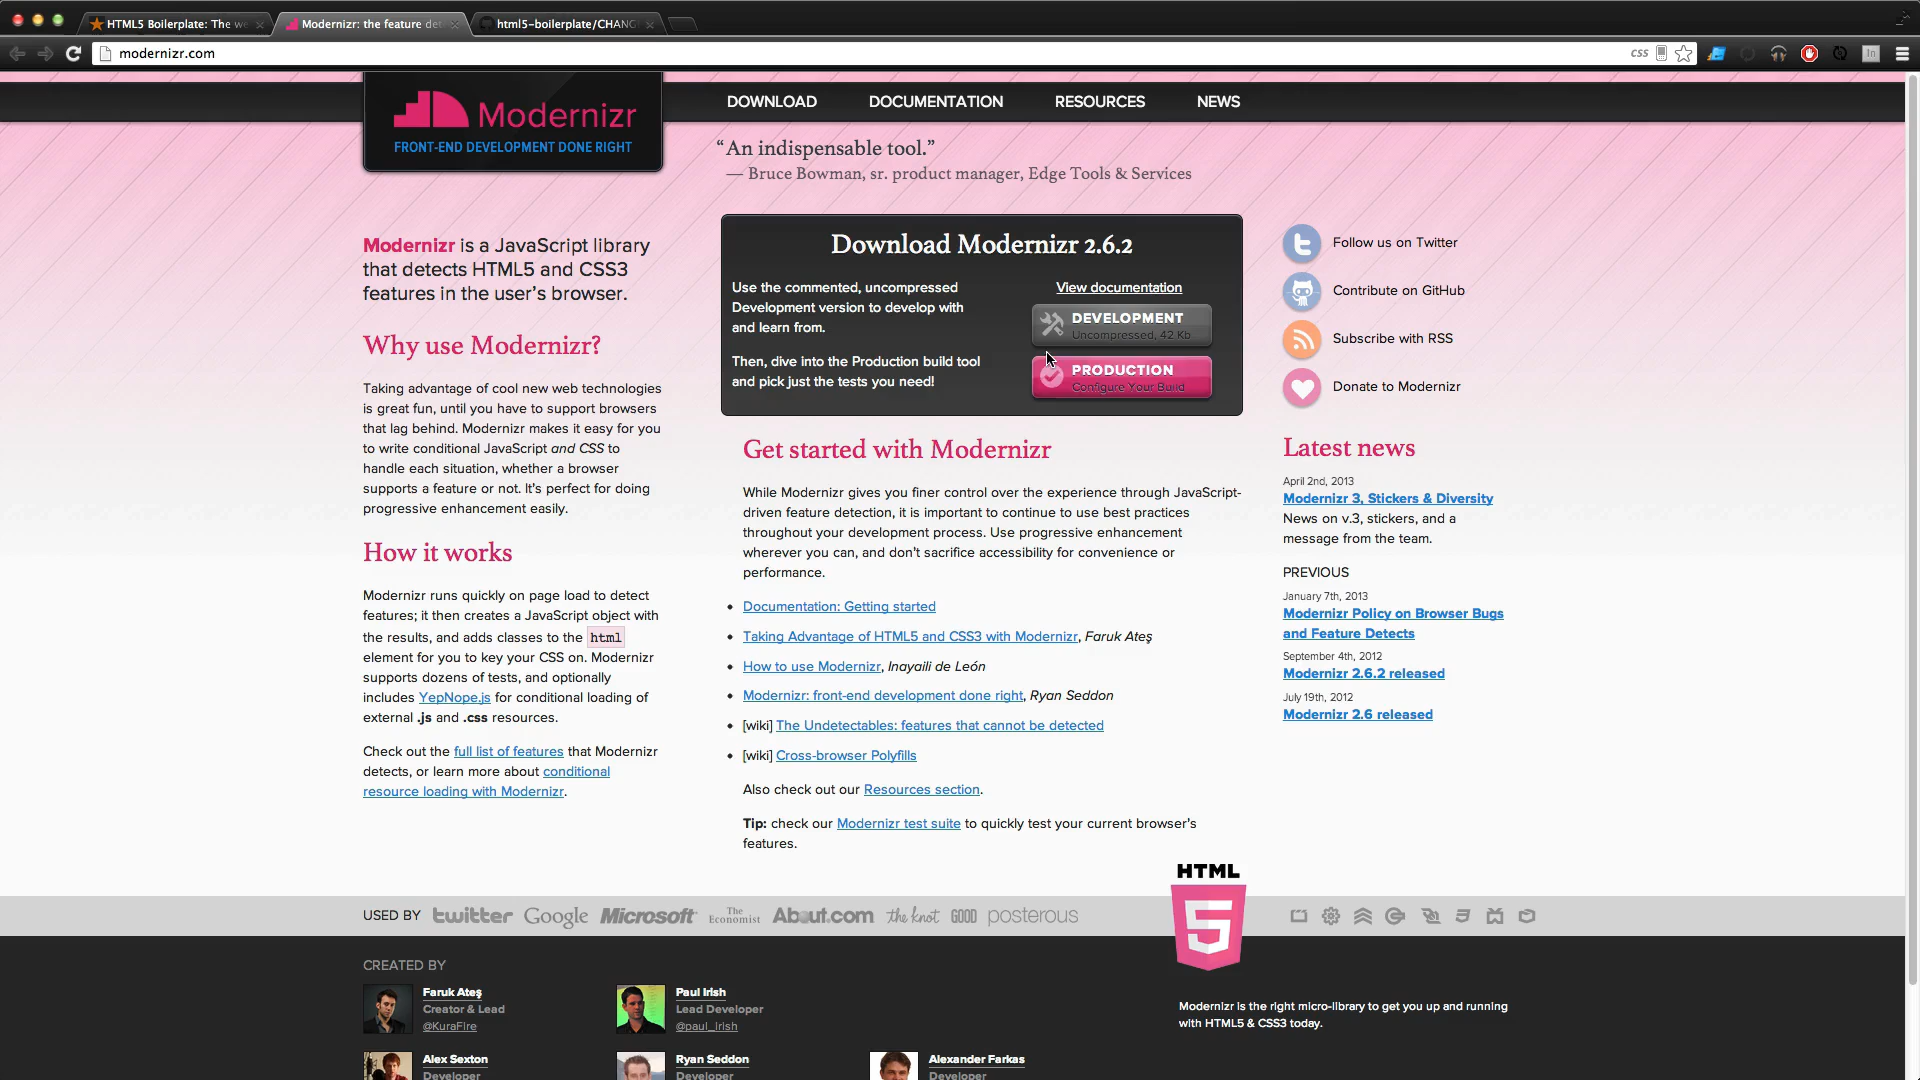 HTML5 Boilerplate: The we
Modernizr: the feature det
html5-boilerplate/CHANG
modernizr.com
CSS
In
Modernizr
FRONT-END DEVELOPMENT DONE RIGHT
DOWNLOAD
DOCUMENTATION
RESOURCES
NEWS
“An indispensable tool.”
— Bruce Bowman, sr. product manager, Edge Tools & Services
Modernizr is a JavaScript library
that detects HTML5 and CSS3
features in the user’s browser.
Why use Modernizr?
Taking advantage of cool new web technologies
is great fun, until you have to support browsers
that lag behind. Modernizr makes it easy for you
to write conditional JavaScript and CSS to
handle each situation, whether a browser
supports a feature or not. It’s perfect for doing
progressive enhancement easily.
How it works
Modernizr runs quickly on page load to detect
features; it then creates a JavaScript object with
the results, and adds classes to the html
element for you to key your CSS on. Modernizr
supports dozens of tests, and optionally
includes YepNope.js for conditional loading of
external .js and .css resources.
Check out the full list of features that Modernizr
detects, or learn more about conditional
resource loading with Modernizr.
Download Modernizr 2.6.2
Use the commented, uncompressed
Development version to develop with
and learn from.
Then, dive into the Production build tool
and pick just the tests you need!
View documentation
DEVELOPMENT
Uncompressed, 42 Kb
PRODUCTION
Configure Your Build
Get started with Modernizr
While Modernizr gives you finer control over the experience through JavaScript-
driven feature detection, it is important to continue to use best practices
throughout your development process. Use progressive enhancement
wherever you can, and don’t sacrifice accessibility for convenience or
performance.
• Documentation: Getting started
• Taking Advantage of HTML5 and CSS3 with Modernizr, Faruk Ateş
• How to use Modernizr, Inayaili de León
• Modernizr: front-end development done right, Ryan Seddon
• [wiki] The Undetectables: features that cannot be detected
• [wiki] Cross-browser Polyfills
Also check out our Resources section.
Tip: check our Modernizr test suite to quickly test your current browser's
features.
Follow us on Twitter
Contribute on GitHub
Subscribe with RSS
Donate to Modernizr
Latest news
April 2nd, 2013
Modernizr 3, Stickers & Diversity
News on v.3, stickers, and a
message from the team.
PREVIOUS
January 7th, 2013
Modernizr Policy on Browser Bugs
and Feature Detects
September 4th, 2012
Modernizr 2.6.2 released
July 19th, 2012
Modernizr 2.6 released
HTML
5
USED BY twitter Google Microsoft The Economist About.com the knot GOOD posterous
CREATED BY
Faruk Ateş
Creator & Lead
@KuraFire
Paul Irish
Lead Developer
@paul_irish
Modernizr is the right micro-library to get you up and running
with HTML5 & CSS3 today.
Alex Sexton
Developer
Ryan Seddon
Developer
Alexander Farkas
Developer